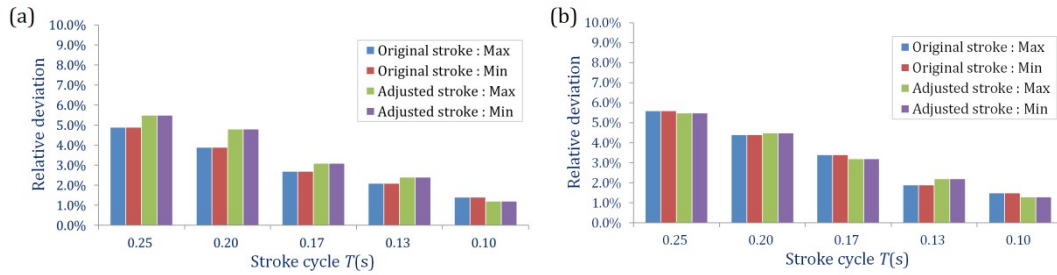 (a)
Relative deviation
10.0%
9.0%
8.0%
7.0%
6.0%
5.0%
4.0%
3.0%
2.0%
1.0%
0.0%
Original stroke : Max
Original stroke : Min
Adjusted stroke : Max
Adjusted stroke : Min
0.25 0.20 0.17 0.13 0.10
Stroke cycle T(s)
(b)
Relative deviation
10.0%
9.0%
8.0%
7.0%
6.0%
5.0%
4.0%
3.0%
2.0%
1.0%
0.0%
Original stroke : Max
Original stroke : Min
Adjusted stroke : Max
Adjusted stroke : Min
0.25 0.20 0.17 0.13 0.10
Stroke cycle T(s)